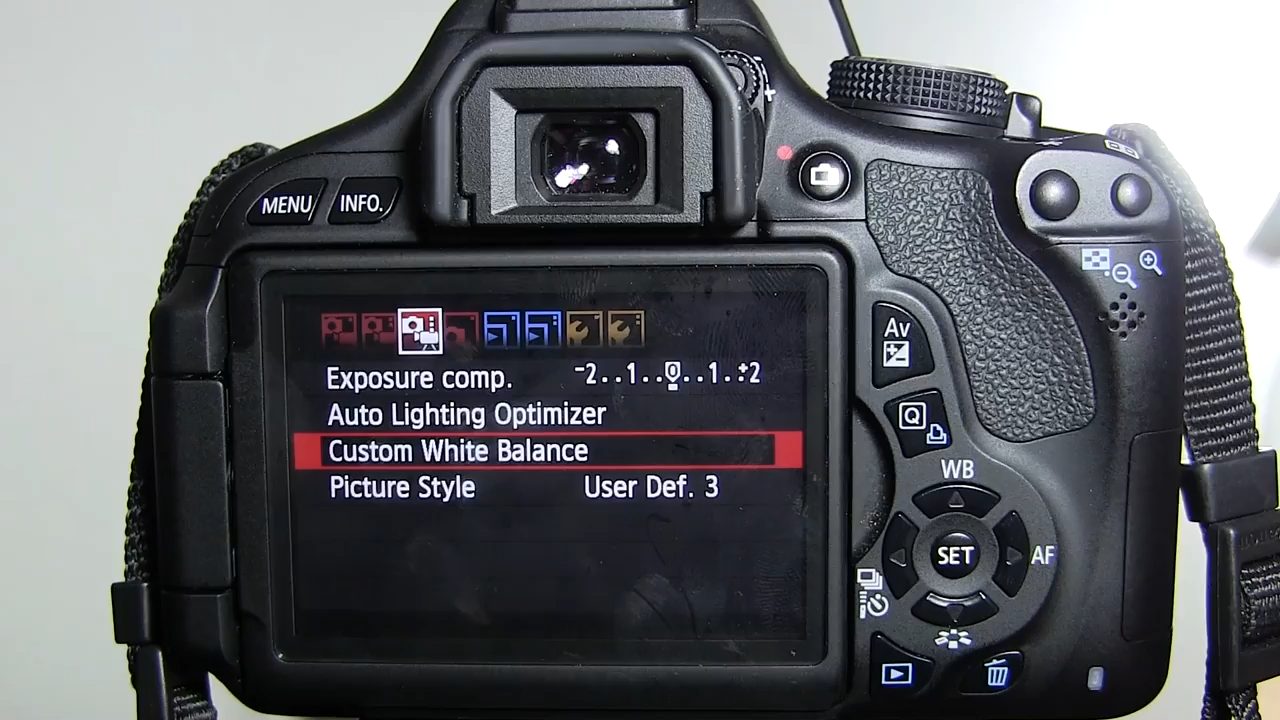 MENU
INFO.
Exposure comp. -2..1..0..1.:+2
Auto Lighting Optimizer
Custom White Balance
Picture Style User Def. 3
Av
Q
WB
SET
AF